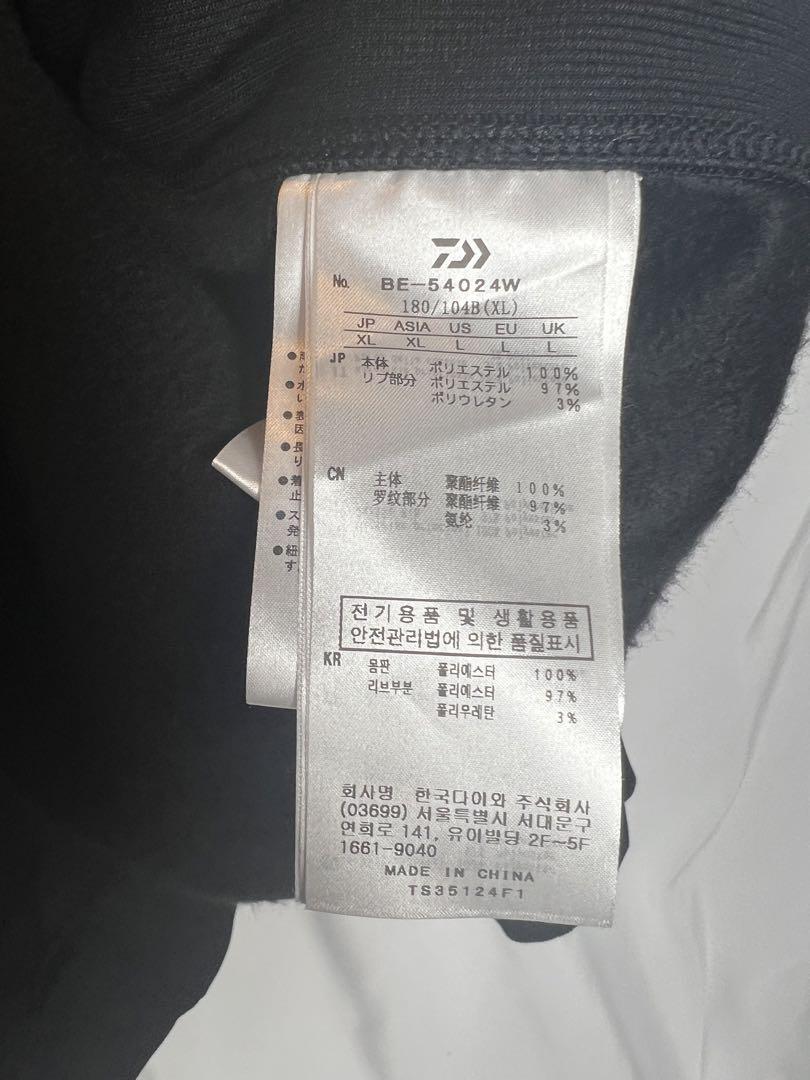 No. BE-54024W
180/104B(XL)
JP ASIA US EU UK
XL XL L L L
JP 本体 ポリエステル 100%
リブ部分 ポリエステル 97%
ポリウレタン 3%
CN 主体 聚酯纤维 100%
罗纹部分 聚酯纤维 97%
氨纶 3%
전기용품 및 생활용품
안전관리법에 의한 품질표시
KR 몸판 폴리에스터 100%
리브부분 폴리에스터 97%
폴리우레탄 3%
회사명 한국다이와 주식회사
(03699) 서울특별시 서대문구
연희로 141, 유이빌딩 2F~5F
1661-9040
MADE IN CHINA
TS35124F1